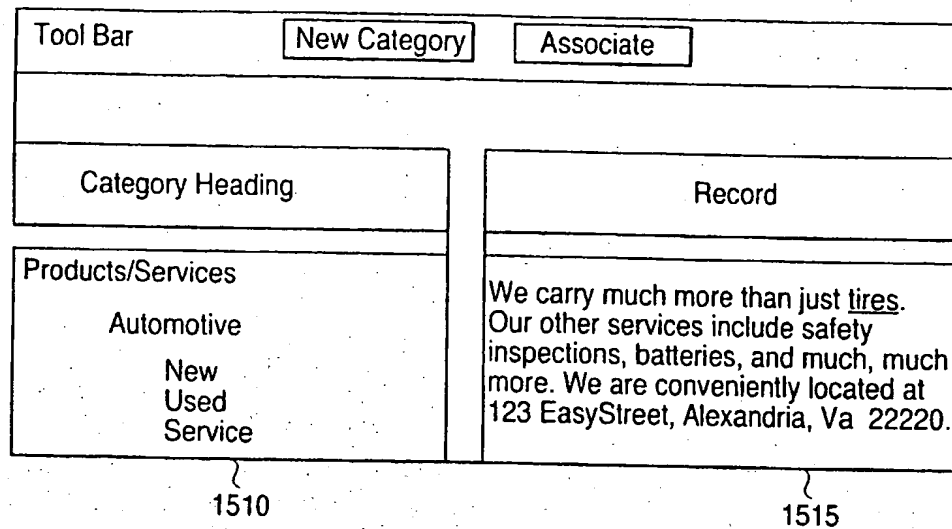 Tool Bar New Category Associate
Category Heading
Record
Products/Services
Automotive
New
Used
Service
We carry much more than just tires.
Our other services include safety
inspections, batteries, and much, much
more. We are conveniently located at
123 EasyStreet, Alexandria, Va 22220.
1510
1515